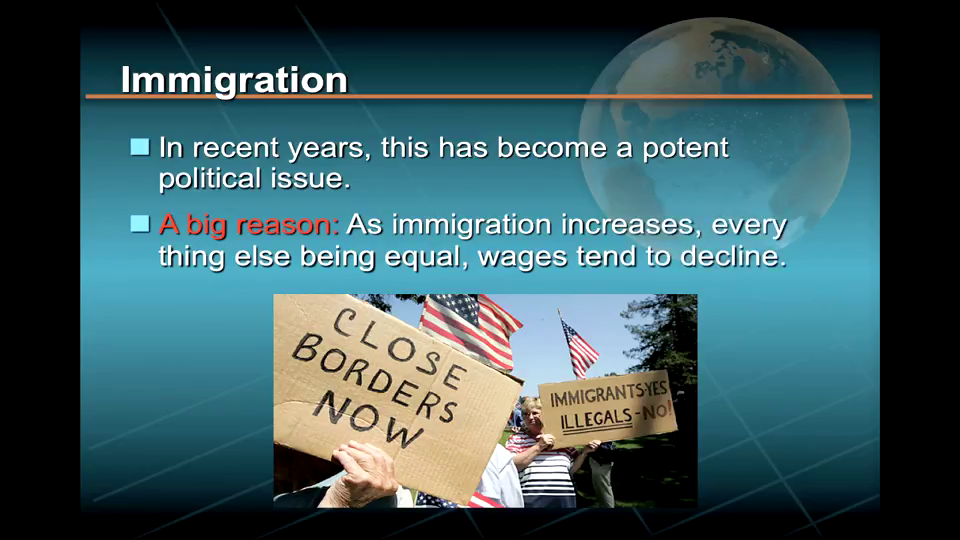 Immigration
In recent years, this has become a potent
political issue.
A big reason: As immigration increases, every
thing else being equal, wages tend to decline.
CLOSE
BORDERS
NOW
IMMIGRANTS-YES
ILLEGALS-NO!